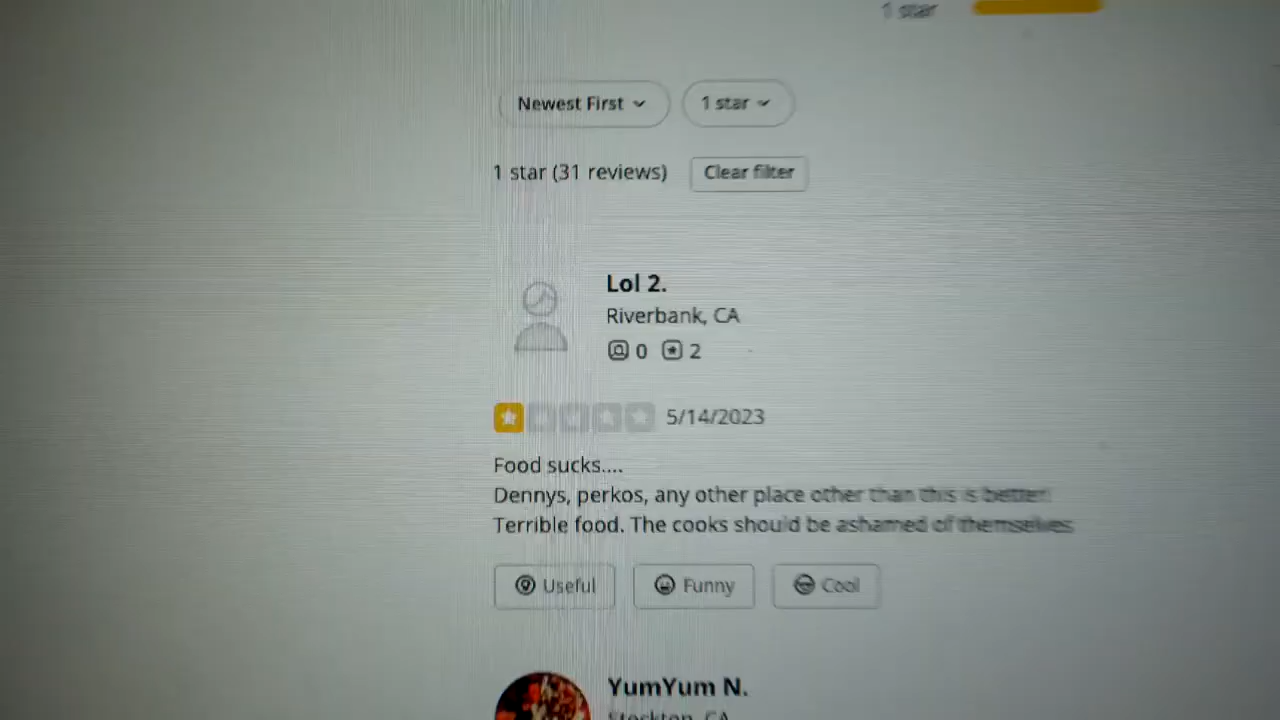 1 star
Newest First
1 star
1 star (31 reviews)
Clear filter
Lol 2.
Riverbank, CA
0 2
5/14/2023
Food sucks....
Dennys, perkos, any other place other than this is better!
Terrible food. The cooks should be ashamed of themselves
Useful Funny Cool
YumYum N.
Stockton, CA